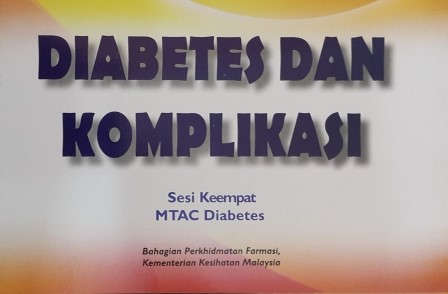 DIABETES DAN
KOMPLIKASI
Sesi Keempat
MTAC Diabetes
Bahagian Perkhidmatan Farmasi,
Kementerian Kesihatan Malaysia